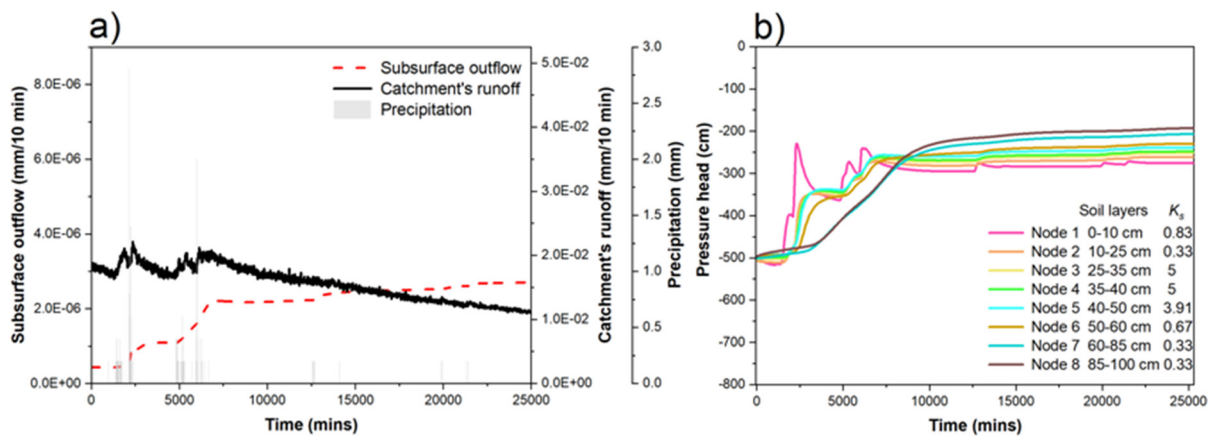 a)
Subsurface outflow (mm/10 min)
8.0E-06
6.0E-06
4.0E-06
2.0E-06
0.0E+00
Subsurface outflow
Catchment's runoff
Precipitation
5.0E-02
4.0E-02
3.0E-02
2.0E-02
1.0E-02
0.0E+00
Catchment's runoff (mm/10 min)
3.0
2.5
2.0
1.5
1.0
0.5
0.0
Precipitation (mm)
0 5000 10000 15000 20000 25000
Time (mins)
b)
Pressure head (cm)
0
-100
-200
-300
-400
-500
-600
-700
-800
Soil layers Ks
Node 1 0-10 cm 0.83
Node 2 10-25 cm 0.33
Node 3 25-35 cm 5
Node 4 35-40 cm 5
Node 5 40-50 cm 3.91
Node 6 50-60 cm 0.67
Node 7 60-85 cm 0.33
Node 8 85-100 cm 0.33
0 5000 10000 15000 20000 25000
Time (mins)